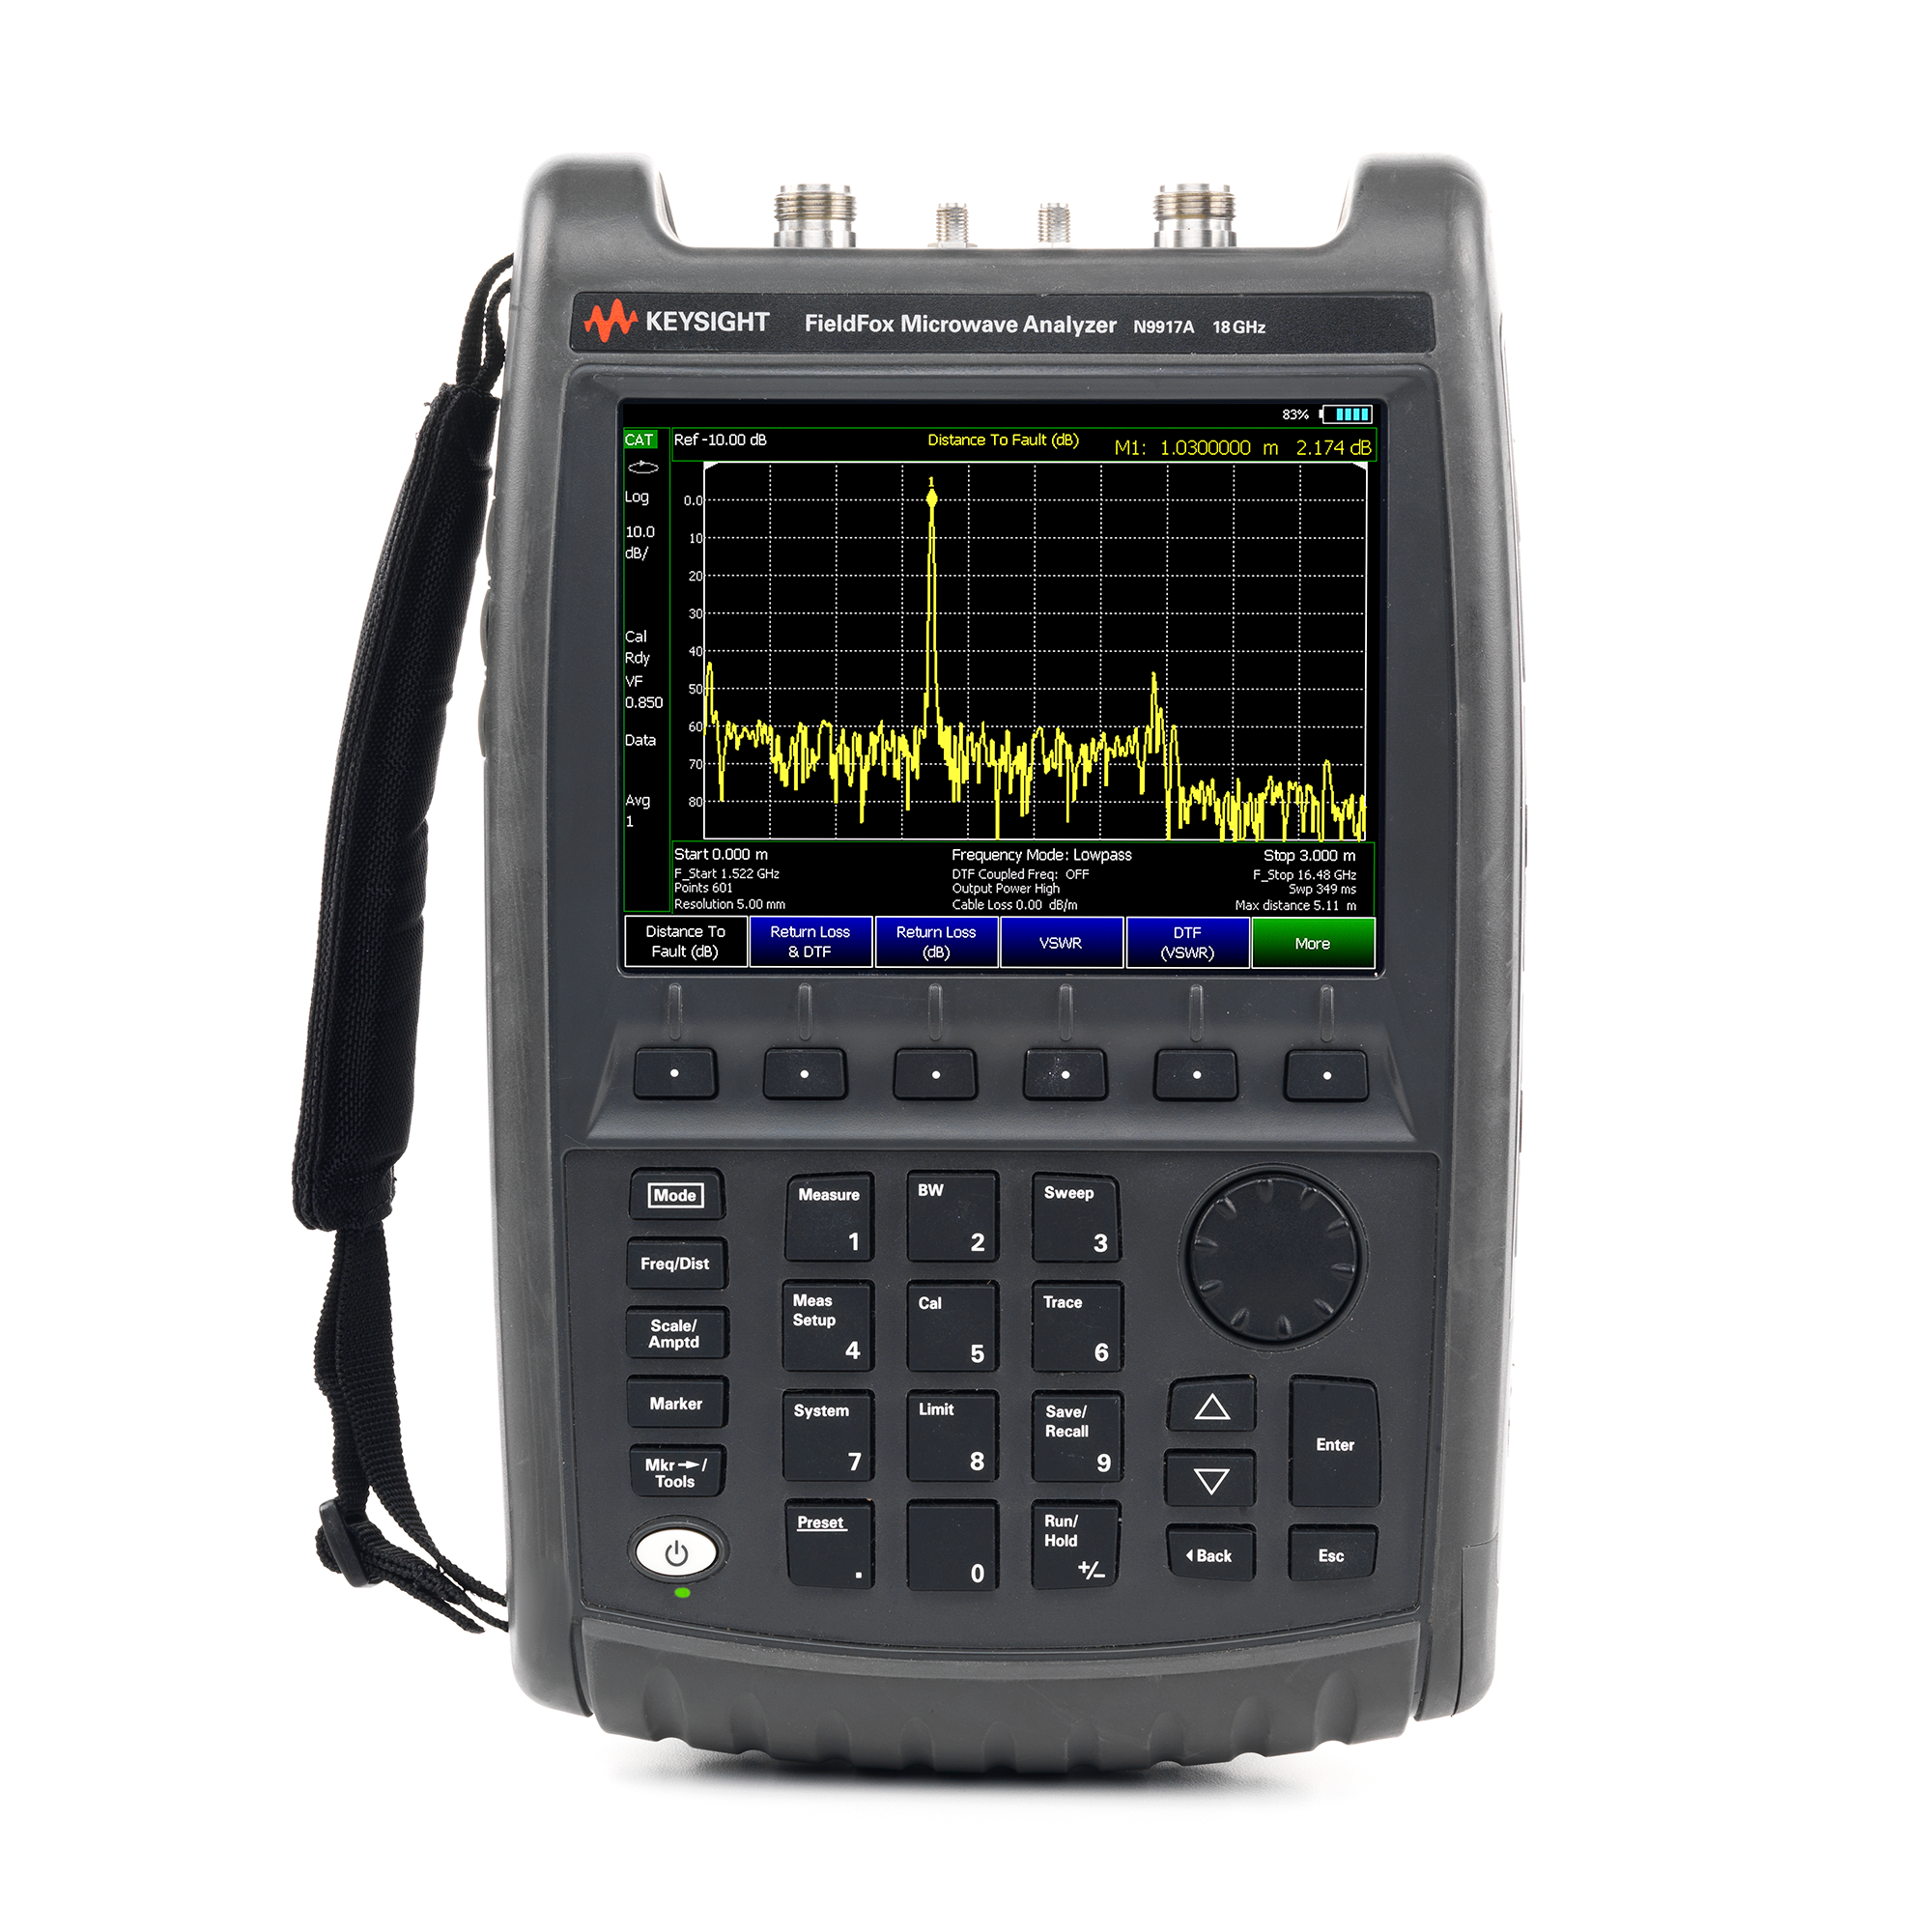 KEYSIGHT FieldFox Microwave Analyzer N9917A 18 GHz
83%
CAT Ref -10.00 dB Distance To Fault (dB) M1: 1.0300000 m 2.174 dB
Log
10.0
dB/
Cal
Rdy
VF
0.850
Data
Avg
1
1
0.0
10
20
30
40
50
60
70
80
Start 0.000 m Frequency Mode: Lowpass Stop 3.000 m
F_Start 1.522 GHz DTF Coupled Freq: OFF F_Stop 16.48 GHz
Points 601 Output Power High Swp 349 ms
Resolution 5.00 mm Cable Loss 0.00 dB/m Max distance 5.11 m
Distance To
Fault (dB)
Return Loss
& DTF
Return Loss
(dB)
VSWR
DTF
(VSWR)
More
Mode
Freq/Dist
Scale/
Amptd
Marker
Mkr→/
Tools
Measure
1
BW
2
Sweep
3
Meas
Setup
4
Cal
5
Trace
6
System
7
Limit
8
Save/
Recall
9
Preset
.
0
Run/
Hold
+/−
Enter
Back
Esc